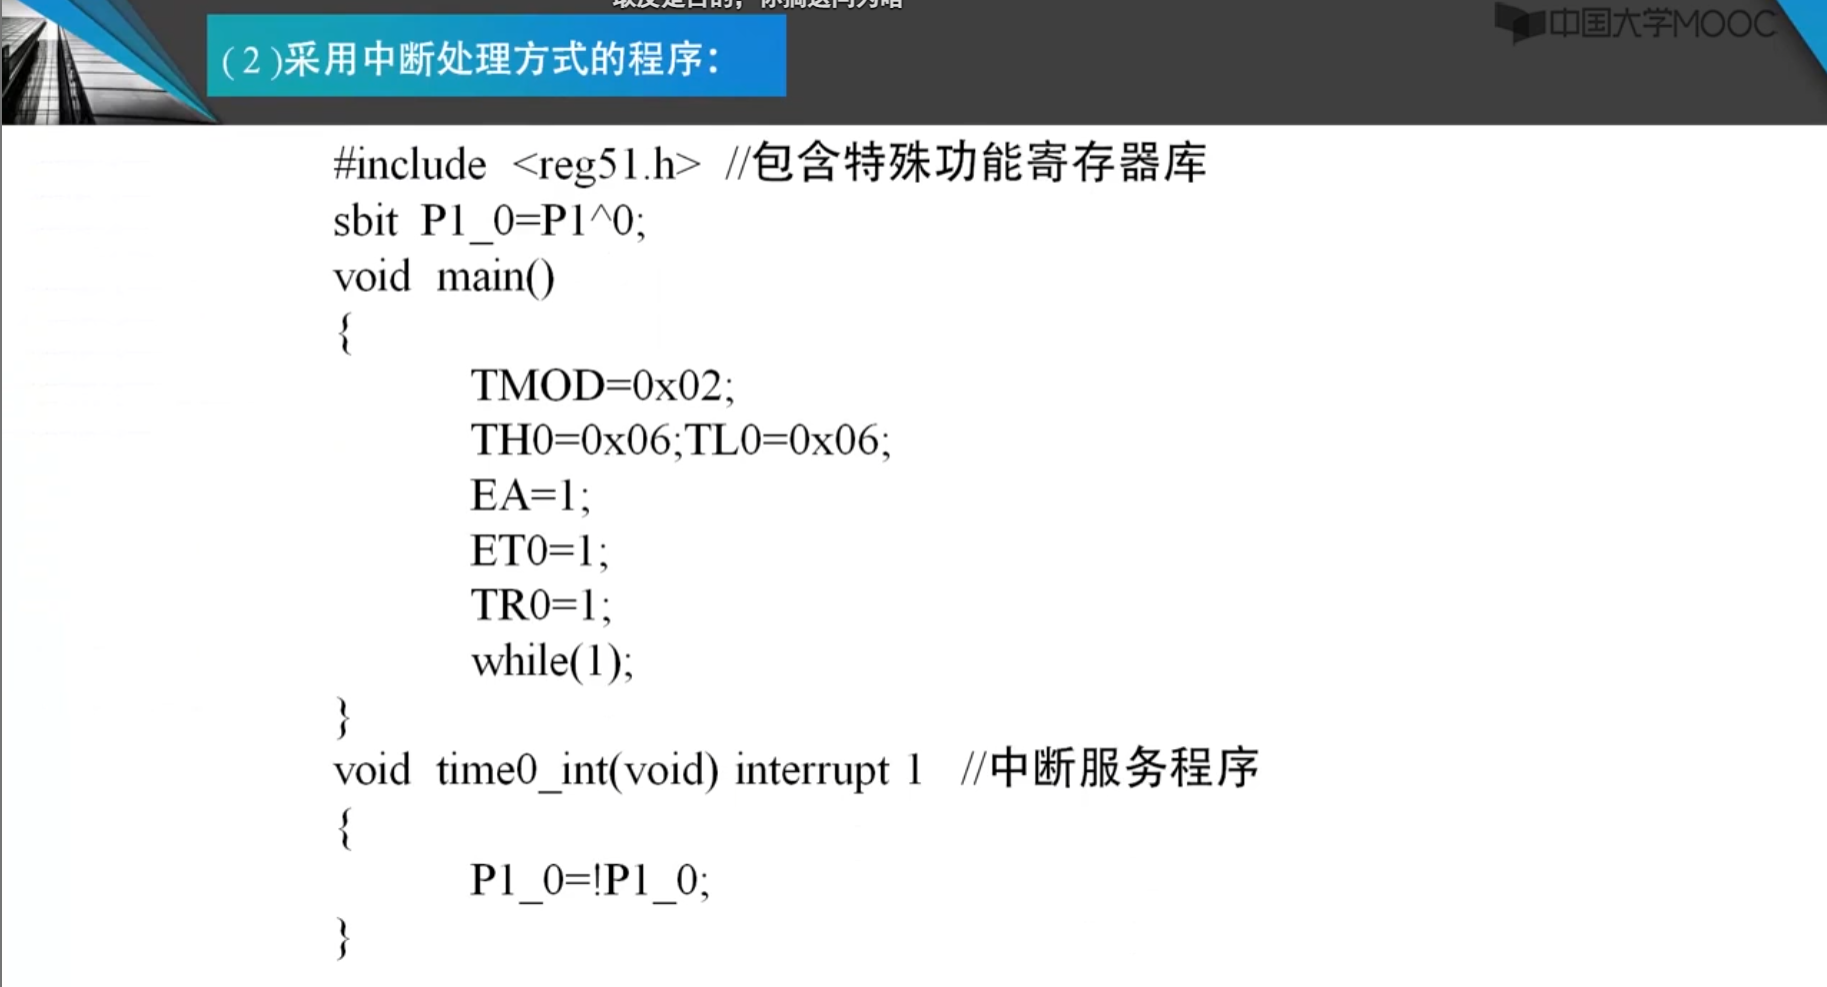 中国大学MOOC
(2)采用中断处理方式的程序：
#include <reg51.h> //包含特殊功能寄存器库
sbit P1_0=P1^0;
void main()
{
TMOD=0x02;
TH0=0x06;TL0=0x06;
EA=1;
ET0=1;
TR0=1;
while(1);
}
void time0_int(void) interrupt 1 //中断服务程序
{
P1_0=!P1_0;
}